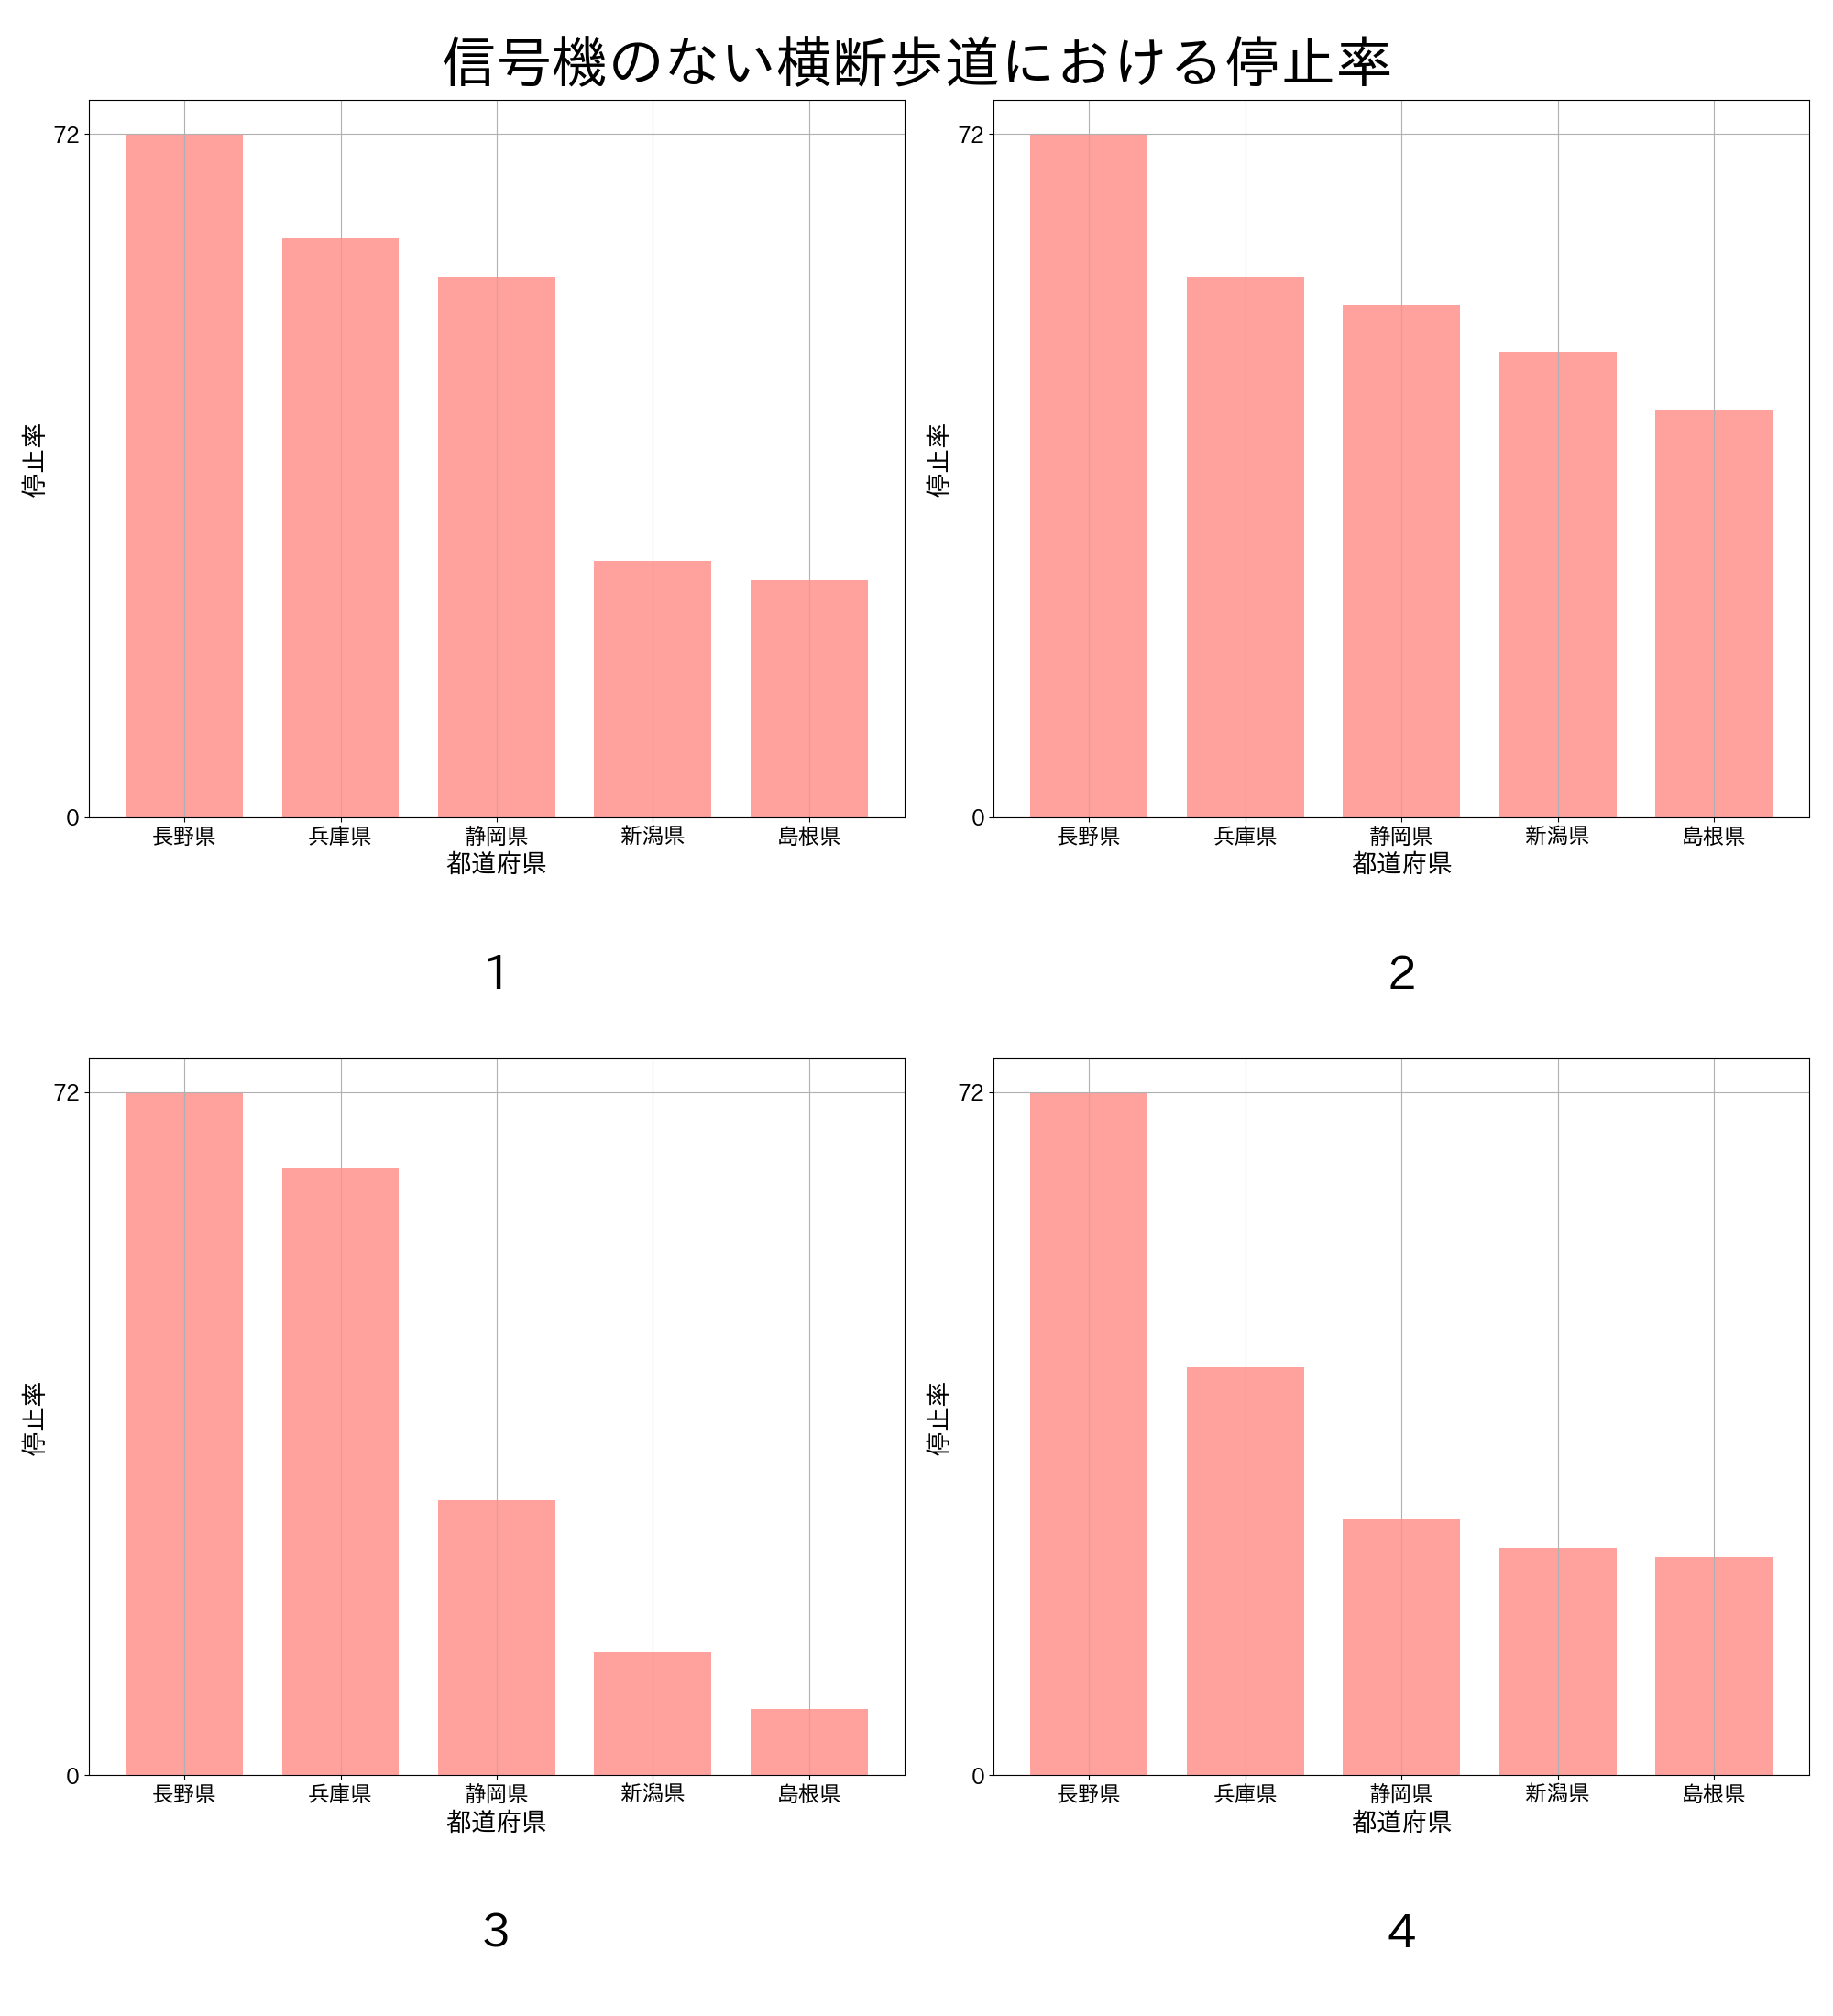 信号機のない横断歩道における停止率
72
0
停止率
長野県 兵庫県 静岡県 新潟県 島根県
都道府県
1
72
0
停止率
長野県 兵庫県 静岡県 新潟県 島根県
都道府県
2
72
0
停止率
長野県 兵庫県 静岡県 新潟県 島根県
都道府県
3
72
0
停止率
長野県 兵庫県 静岡県 新潟県 島根県
都道府県
4